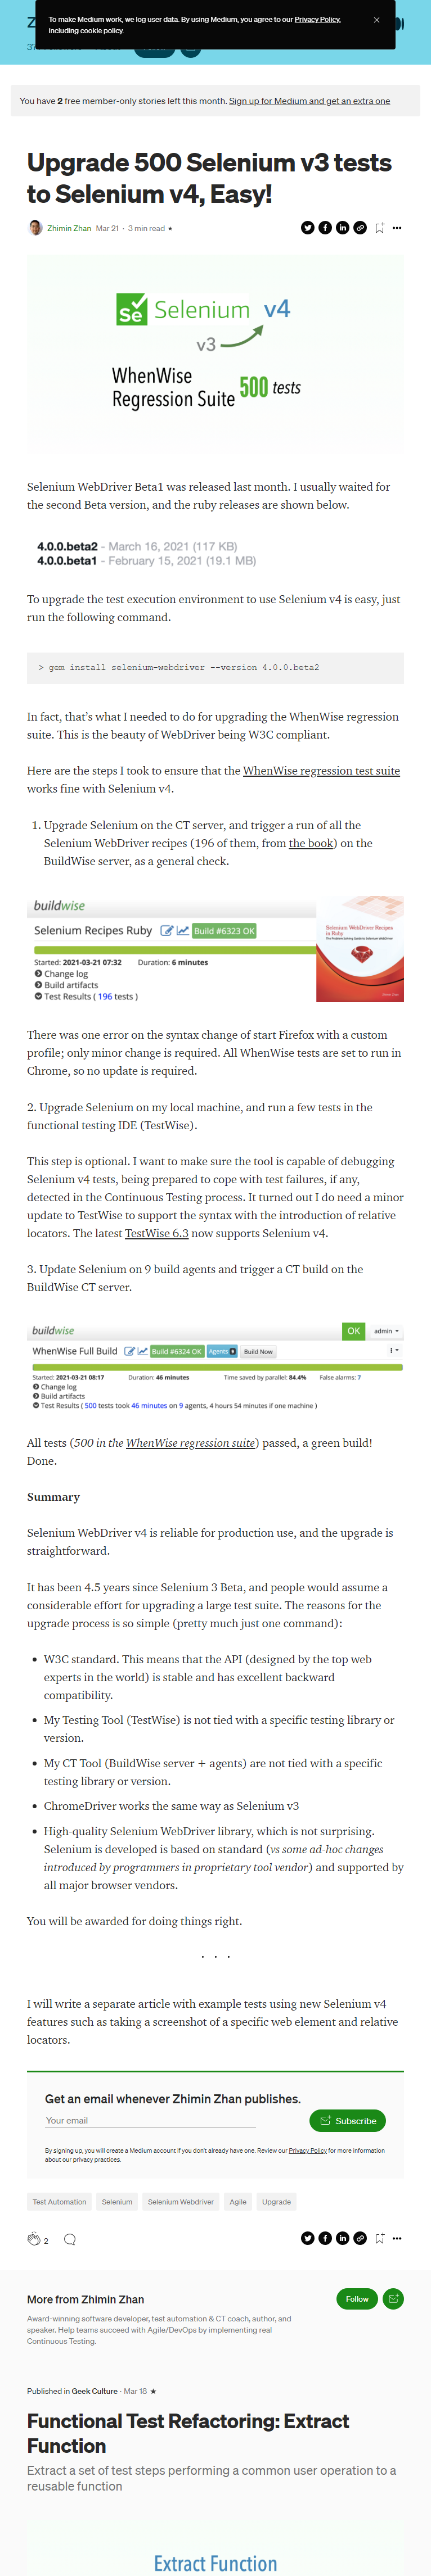 To make Medium work, we log user data. By using Medium, you agree to our Privacy Policy,
including cookie policy.
You have 2 free member-only stories left this month. Sign up for Medium and get an extra one
Upgrade 500 Selenium v3 tests
to Selenium v4, Easy!
Zhimin Zhan Mar 21 · 3 min read ★
Se Selenium v4
v3
WhenWise
Regression Suite 500 tests
Selenium WebDriver Beta1 was released last month. I usually waited for
the second Beta version, and the ruby releases are shown below.
4.0.0.beta2 - March 16, 2021 (117 KB)
4.0.0.beta1 - February 15, 2021 (19.1 MB)
To upgrade the test execution environment to use Selenium v4 is easy, just
run the following command.
> gem install selenium-webdriver --version 4.0.0.beta2
In fact, that's what I needed to do for upgrading the WhenWise regression
suite. This is the beauty of WebDriver being W3C compliant.
Here are the steps I took to ensure that the WhenWise regression test suite
works fine with Selenium v4.
1. Upgrade Selenium on the CT server, and trigger a run of all the
Selenium WebDriver recipes (196 of them, from the book) on the
BuildWise server, as a general check.
buildwise
Selenium Recipes Ruby Build #6323 OK
Started: 2021-03-21 07:32 Duration: 6 minutes
Change log
Build artifacts
Test Results ( 196 tests )
Selenium WebDriver Recipes
in Ruby
There was one error on the syntax change of start Firefox with a custom
profile; only minor change is required. All WhenWise tests are set to run in
Chrome, so no update is required.
2. Upgrade Selenium on my local machine, and run a few tests in the
functional testing IDE (TestWise).
This step is optional. I want to make sure the tool is capable of debugging
Selenium v4 tests, being prepared to cope with test failures, if any,
detected in the Continuous Testing process. It turned out I do need a minor
update to TestWise to support the syntax with the introduction of relative
locators. The latest TestWise 6.3 now supports Selenium v4.
3. Update Selenium on 9 build agents and trigger a CT build on the
BuildWise CT server.
buildwise OK admin
WhenWise Full Build Build #6324 OK Agents 9 Build Now
Started: 2021-03-21 08:17 Duration: 46 minutes Time saved by parallel: 84.4% False alarms: 7
Change log
Build artifacts
Test Results ( 500 tests took 46 minutes on 9 agents, 4 hours 54 minutes if one machine )
All tests (500 in the WhenWise regression suite) passed, a green build!
Done.
Summary
Selenium WebDriver v4 is reliable for production use, and the upgrade is
straightforward.
It has been 4.5 years since Selenium 3 Beta, and people would assume a
considerable effort for upgrading a large test suite. The reasons for the
upgrade process is so simple (pretty much just one command):
• W3C standard. This means that the API (designed by the top web
experts in the world) is stable and has excellent backward
compatibility.
• My Testing Tool (TestWise) is not tied with a specific testing library or
version.
• My CT Tool (BuildWise server + agents) are not tied with a specific
testing library or version.
• ChromeDriver works the same way as Selenium v3
• High-quality Selenium WebDriver library, which is not surprising.
Selenium is developed is based on standard (vs some ad-hoc changes
introduced by programmers in proprietary tool vendor) and supported by
all major browser vendors.
You will be awarded for doing things right.
· · ·
I will write a separate article with example tests using new Selenium v4
features such as taking a screenshot of a specific web element and relative
locators.
Get an email whenever Zhimin Zhan publishes.
Your email Subscribe
By signing up, you will create a Medium account if you don't already have one. Review our Privacy Policy for more information
about our privacy practices.
Test Automation Selenium Selenium Webdriver Agile Upgrade
2
More from Zhimin Zhan Follow
Award-winning software developer, test automation & CT coach, author, and
speaker. Help teams succeed with Agile/DevOps by implementing real
Continuous Testing.
Published in Geek Culture · Mar 18 ★
Functional Test Refactoring: Extract
Function
Extract a set of test steps performing a common user operation to a
reusable function
Extract Function